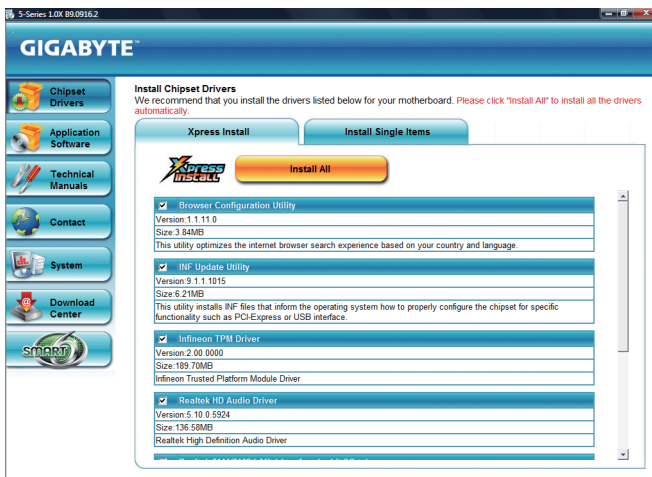 5-Series 1.0X B9.0916.2
GIGABYTE™
Chipset
Drivers
Application
Software
Technical
Manuals
Contact
System
Download
Center
SMART
Install Chipset Drivers
We recommend that you install the drivers listed below for your motherboard. Please click "Install All" to install all the drivers
automatically.
Xpress Install
Install Single Items
Xpress
Install
Install All
Browser Configuration Utility
Version:1.1.11.0
Size:3.84MB
This utility optimizes the internet browser search experience based on your country and language.
INF Update Utility
Version:9.1.1.1015
Size:6.21MB
This utility installs INF files that inform the operating system how to properly configure the chipset for specific
functionality such as PCI-Express or USB interface.
Infineon TPM Driver
Version:2.00.0000
Size:189.70MB
Infineon Trusted Platform Module Driver
Realtek HD Audio Driver
Version:5.10.0.5924
Size:136.58MB
Realtek High Definition Audio Driver